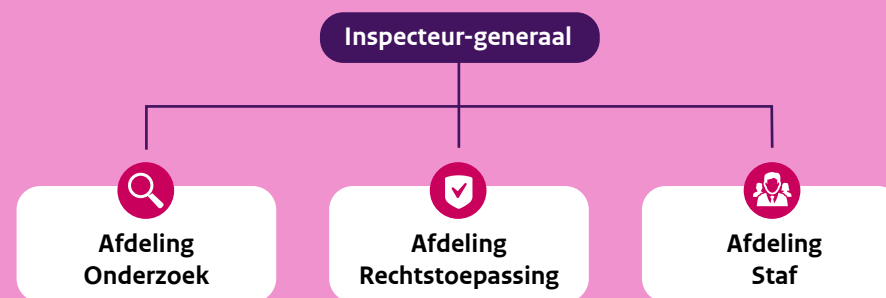 Inspecteur-generaal
Afdeling
Onderzoek
Afdeling
Rechtstoepassing
Afdeling
Staf